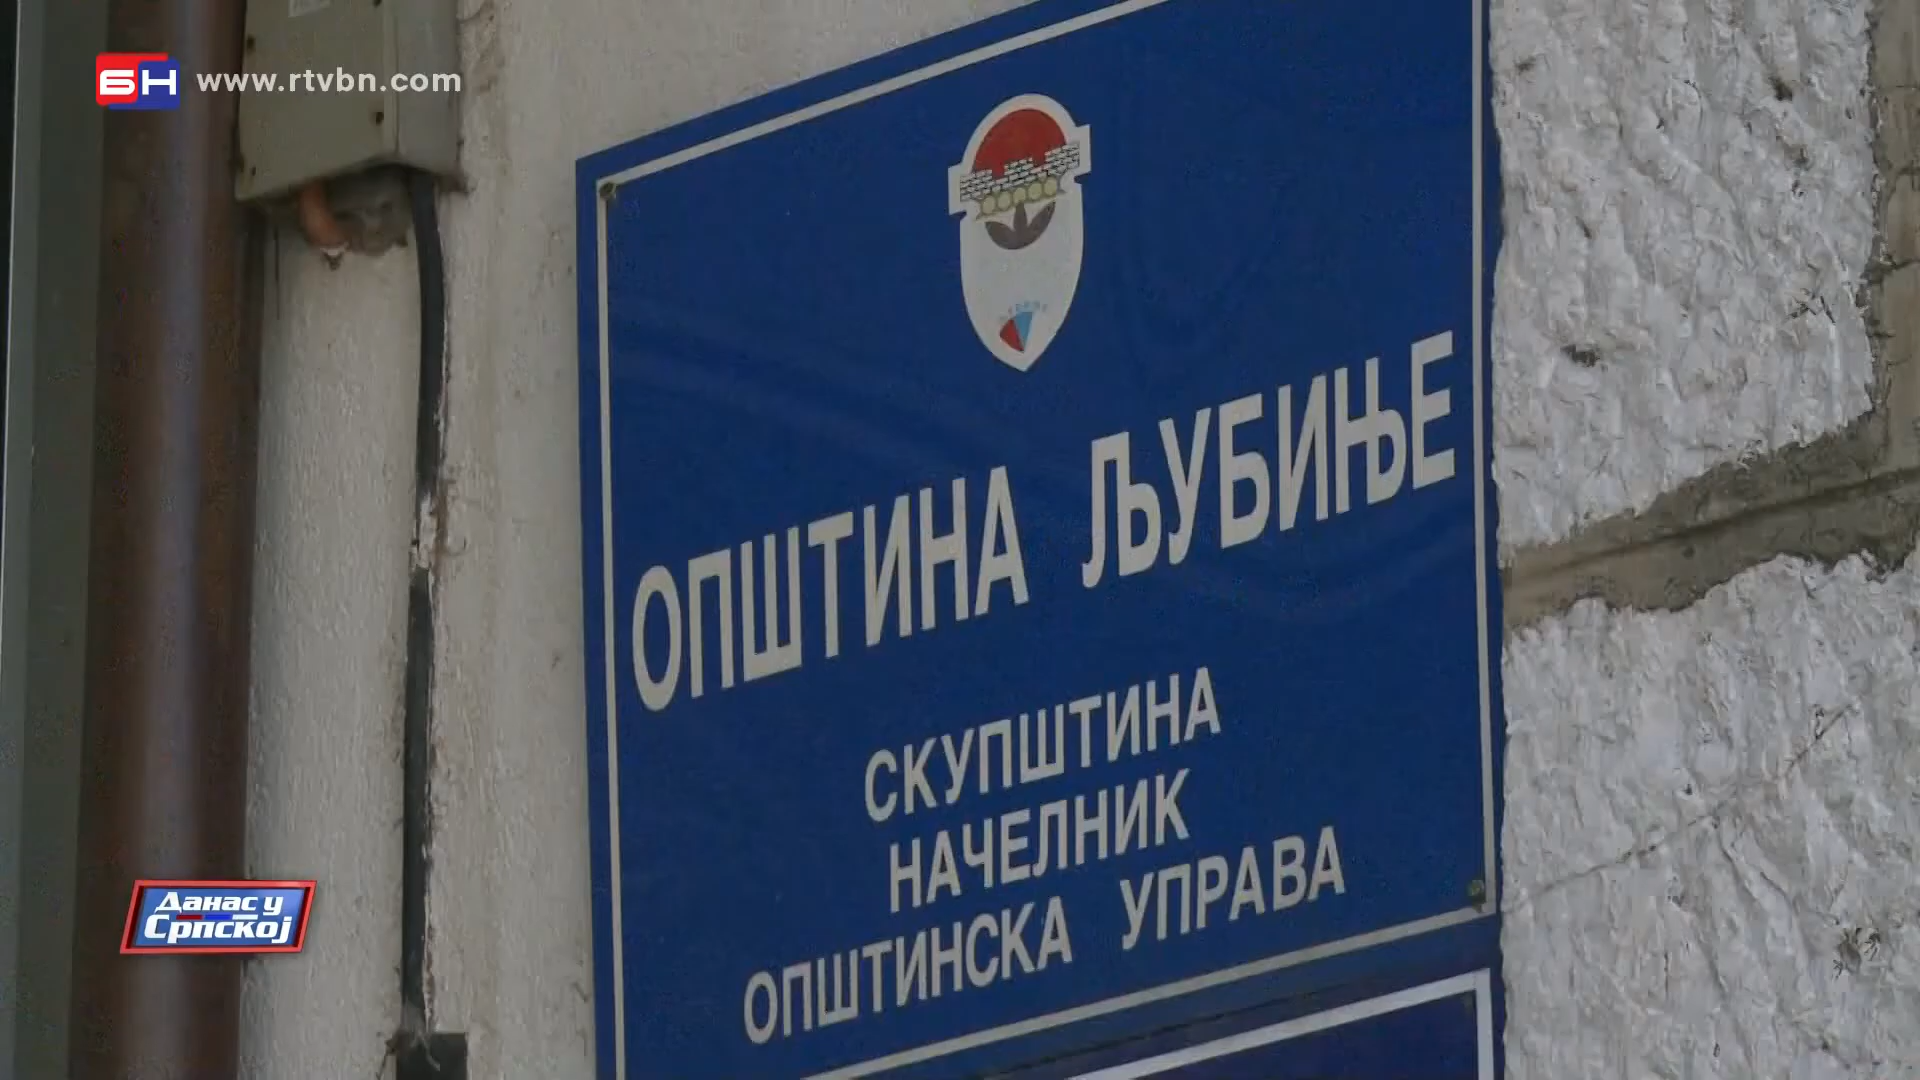 БН www.rtvbn.com
ОПШТИНА ЉУБИЊЕ
СКУПШТИНА
НАЧЕЛНИК
ОПШТИНСКА УПРАВА
Данас у
Српској